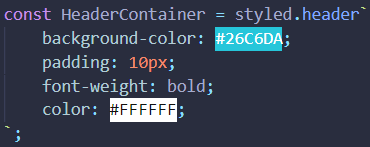 const HeaderContainer = styled.header`
    background-color: #26C6DA;
    padding: 10px;
    font-weight: bold;
    color: #FFFFFF;
`;